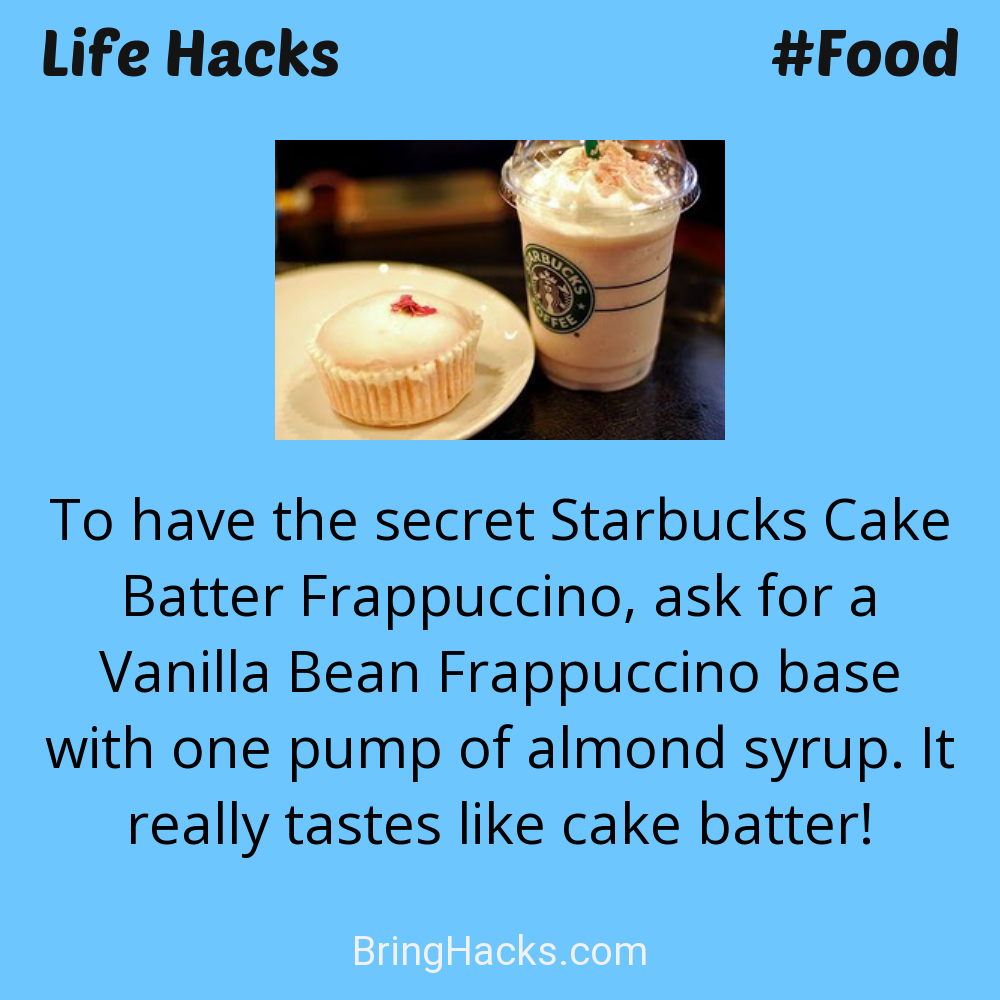 Life Hacks #Food
STARBUCKS
COFFEE
To have the secret Starbucks Cake
Batter Frappuccino, ask for a
Vanilla Bean Frappuccino base
with one pump of almond syrup. It
really tastes like cake batter!
BringHacks.com